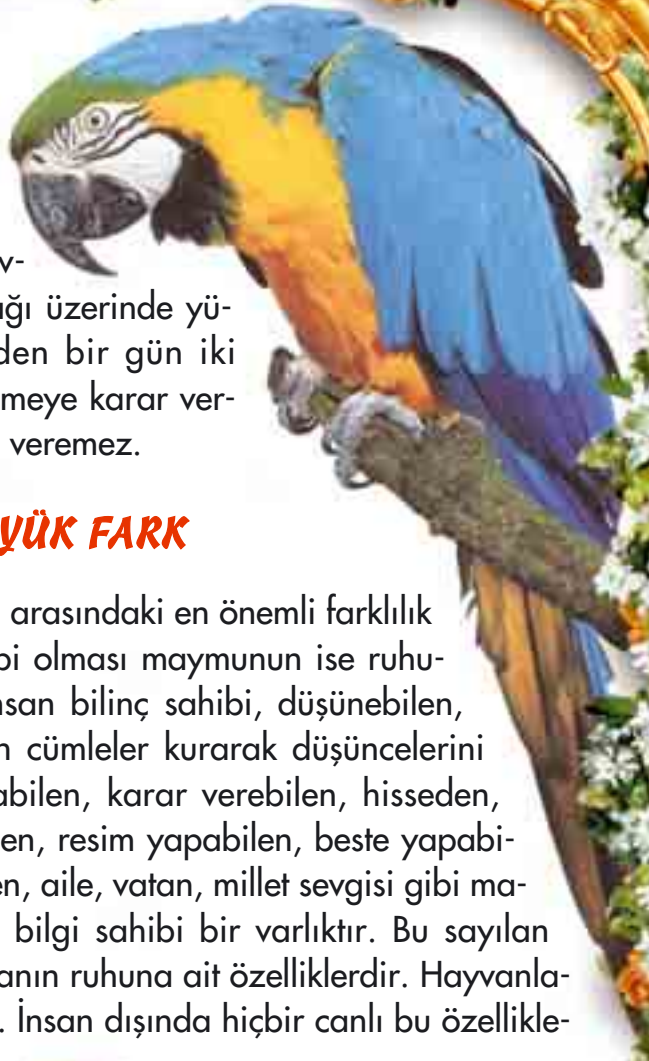 v-
ağı üzerinde yü-
den bir gün iki
meye karar ver-
veremez.
YÜK FARK
arasındaki en önemli farklılık
bi olması maymunun ise ruhu-
nsan bilinç sahibi, düşünebilen,
n cümleler kurarak düşüncelerini
abilen, karar verebilen, hisseden,
en, resim yapabilen, beste yapabi-
en, aile, vatan, millet sevgisi gibi ma-
bilgi sahibi bir varlıktır. Bu sayılan
anın ruhuna ait özelliklerdir. Hayvanla-
. İnsan dışında hiçbir canlı bu özellikle-